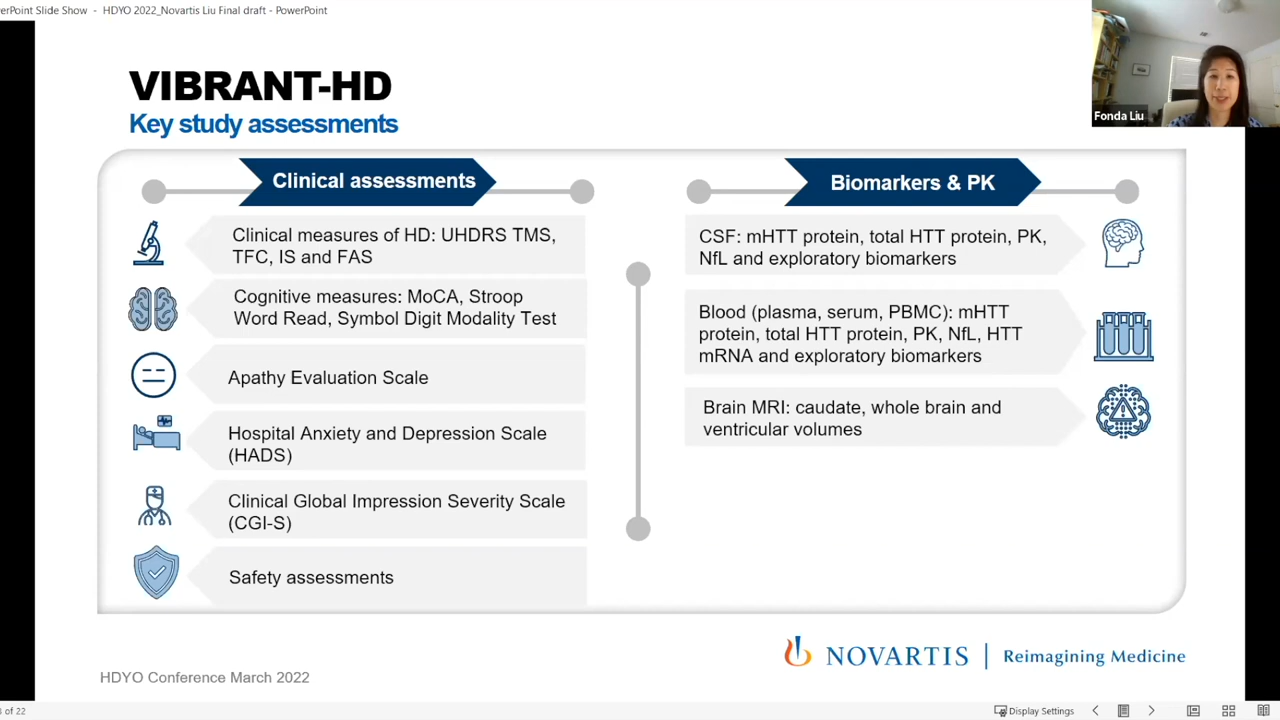 erPoint Slide Show - HDYO 2022_Novartis Liu Final draft - PowerPoint
Fonda Liu
VIBRANT-HD
Key study assessments
Clinical assessments
Clinical measures of HD: UHDRS TMS,
TFC, IS and FAS
Cognitive measures: MoCA, Stroop
Word Read, Symbol Digit Modality Test
Apathy Evaluation Scale
Hospital Anxiety and Depression Scale
(HADS)
Clinical Global Impression Severity Scale
(CGI-S)
Safety assessments
Biomarkers & PK
CSF: mHTT protein, total HTT protein, PK,
NfL and exploratory biomarkers
Blood (plasma, serum, PBMC): mHTT
protein, total HTT protein, PK, NfL, HTT
mRNA and exploratory biomarkers
Brain MRI: caudate, whole brain and
ventricular volumes
NOVARTIS | Reimagining Medicine
HDYO Conference March 2022
of 22
Display Settings